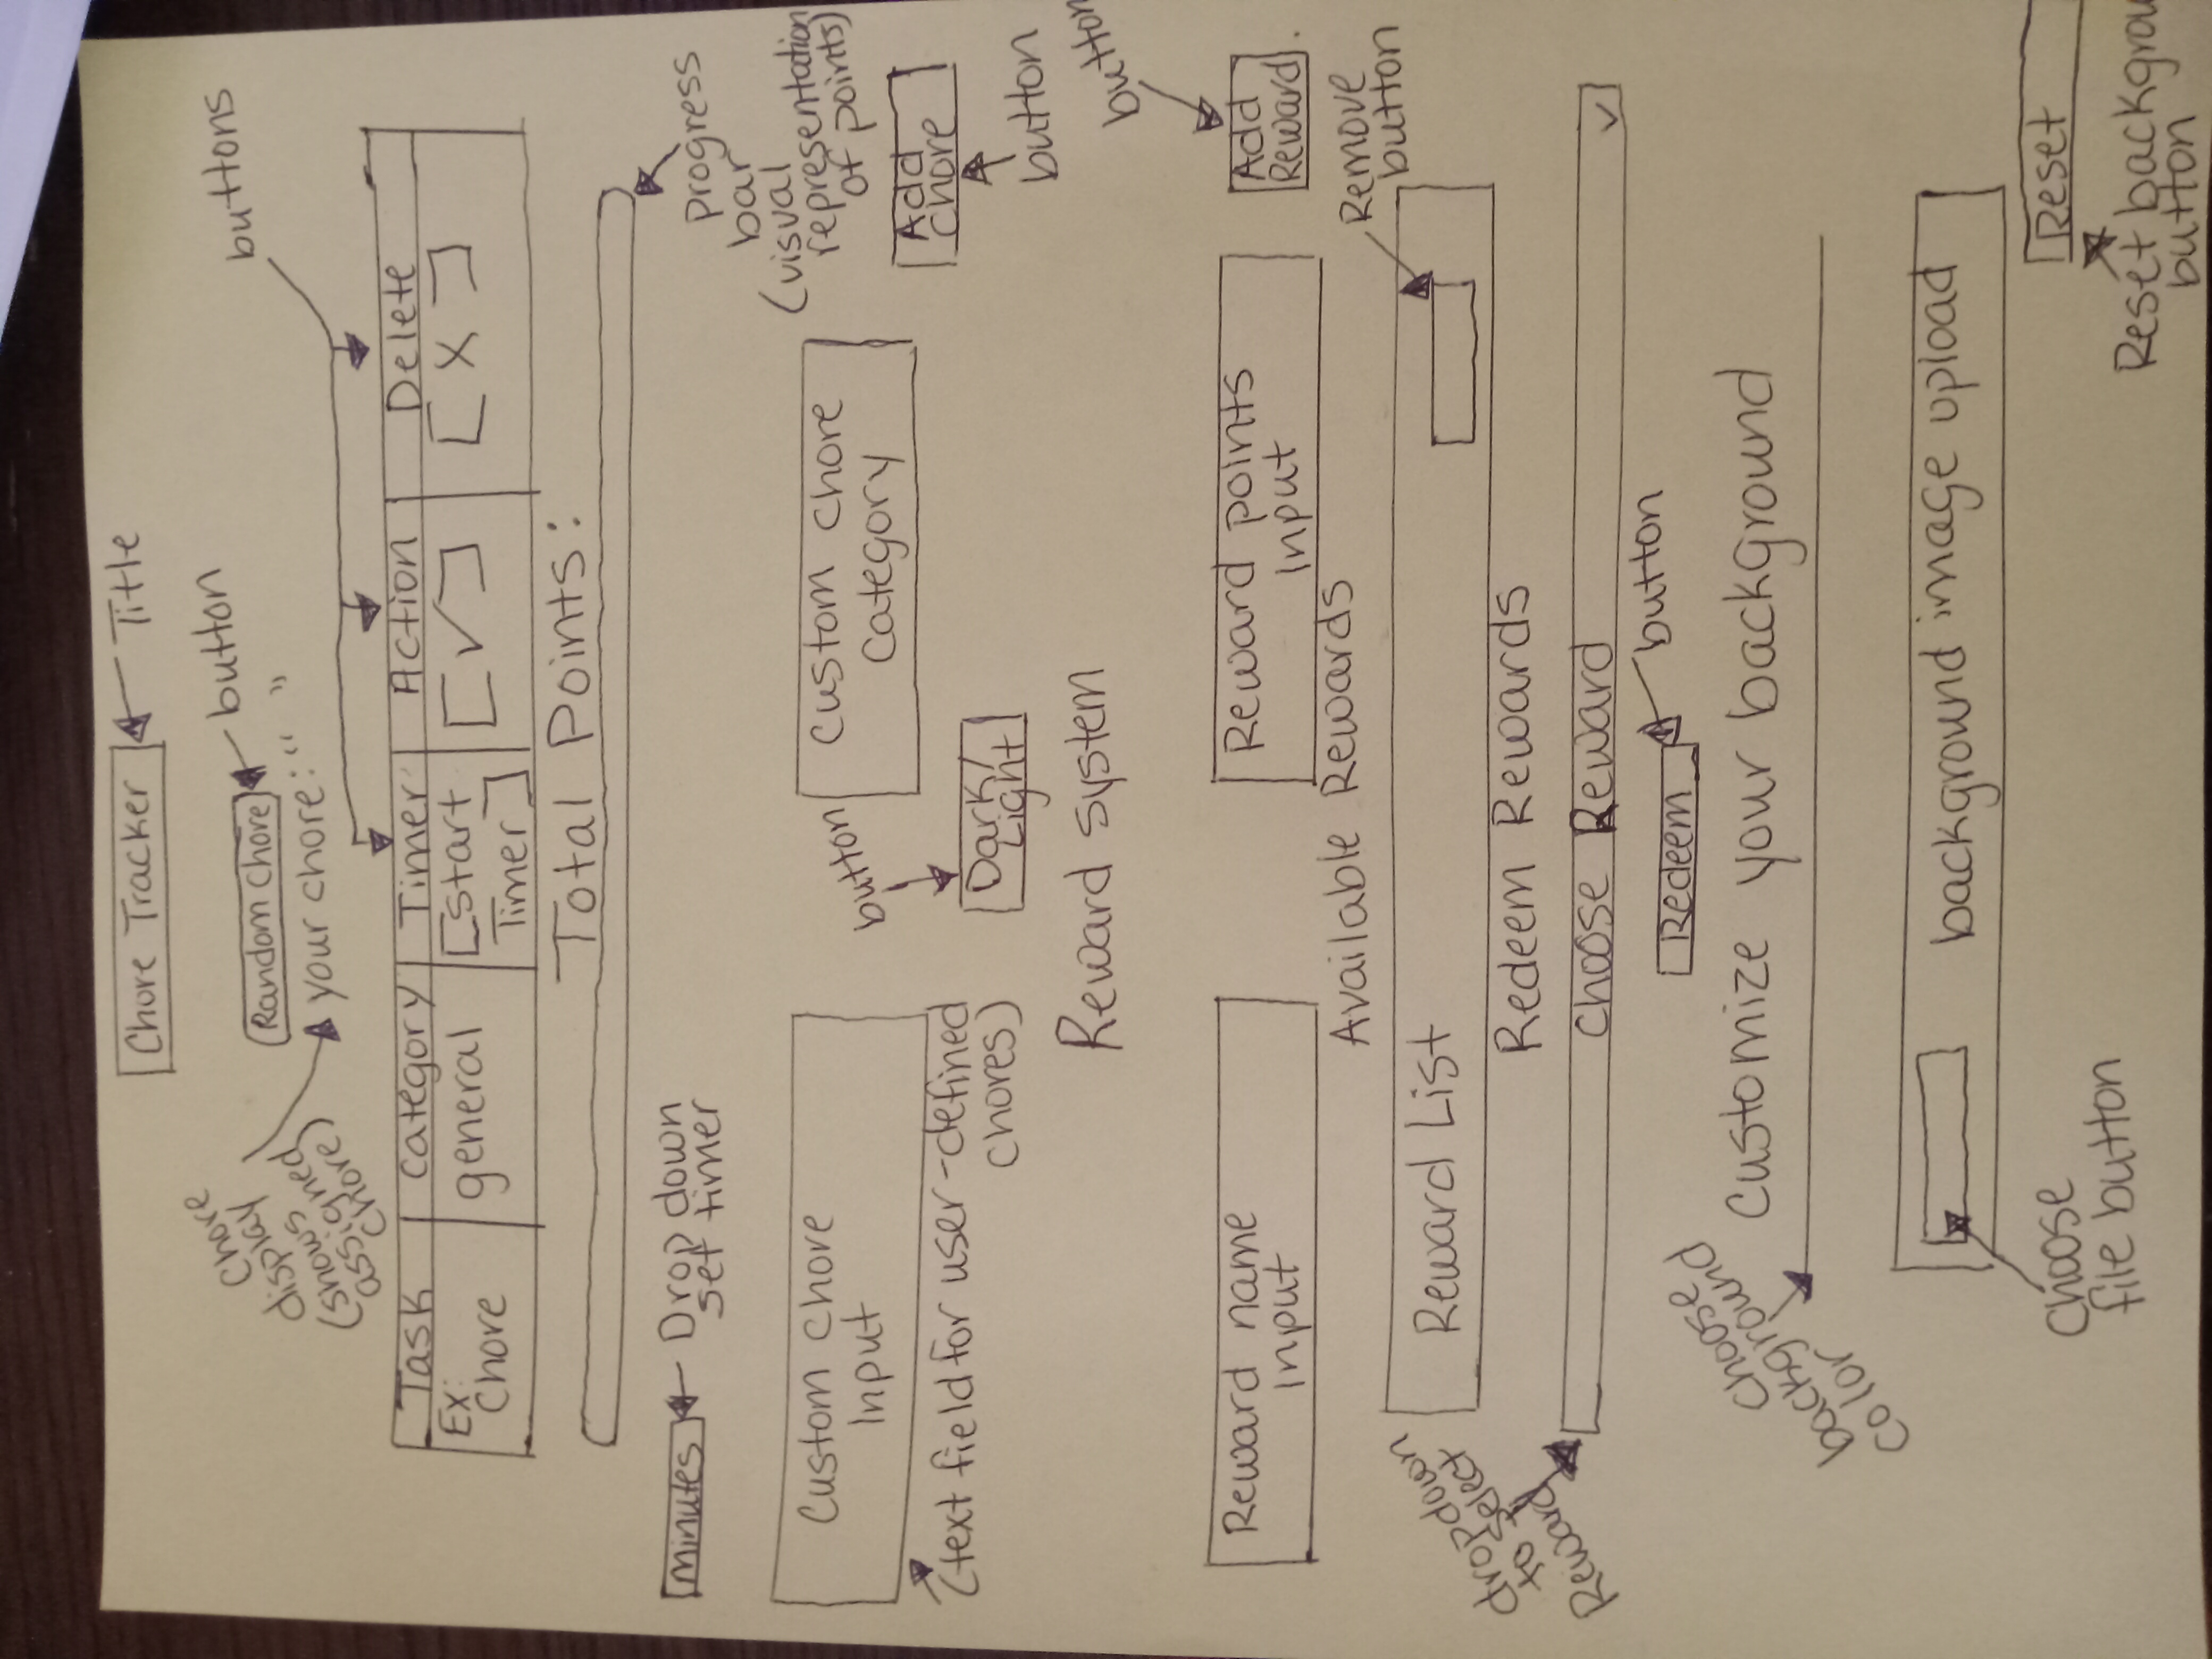 Chore Tracker
Title
Chore
display
(shows
assigned
chore)
Random Chore
button
your chore: “ ”
buttons
Task Category Timer Action Delete
Ex:
Chore
general
[start
Timer]
[ ✓ ]
[ X ]
Total Points:
minutes
Drop down
set timer
Progress
bar
(visual
representation
of points)
Custom chore
Input
(text field for user-defined
chores)
button
Dark/
Light
Custom chore
Category
Add
chore
button
Reward system
button
Reward name
Input
Reward points
Input
Add
Reward
Available Rewards
Remove
button
Reward List
Redeem Rewards
dropdown
to select
Reward
Choose Reward
Redeem
button
Choose
background
color
Customize your background
background image upload
Choose
file button
Reset
Reset backgrou
button